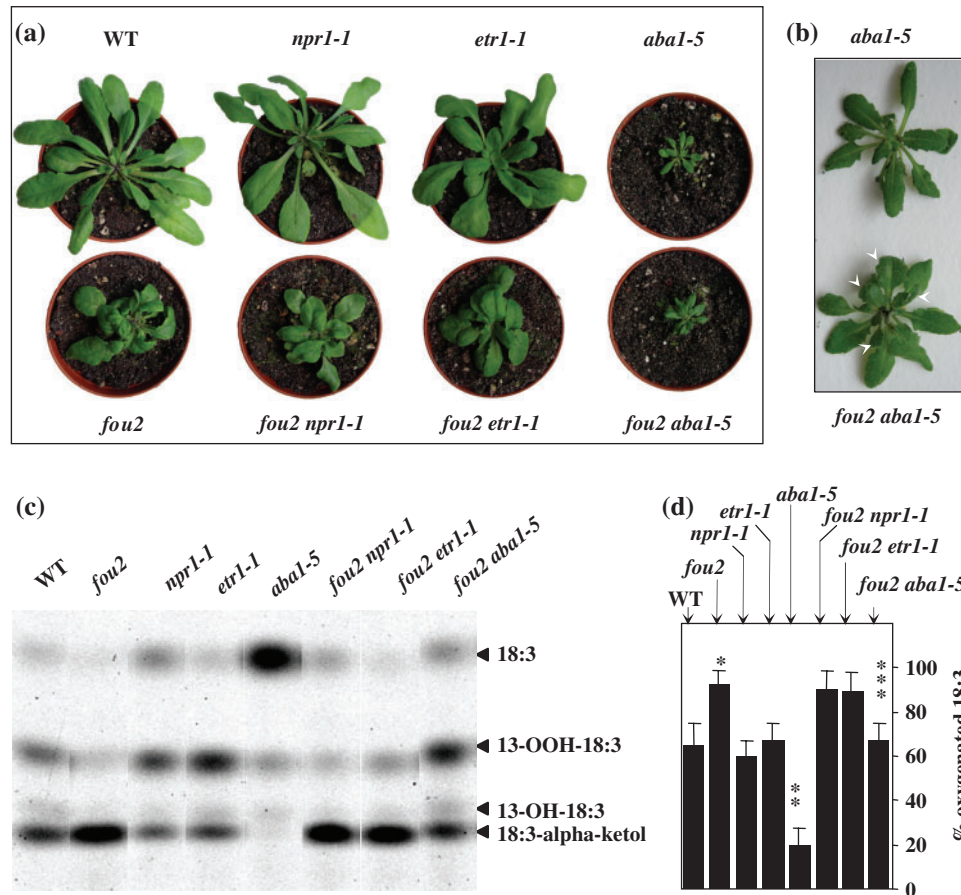 (a)
WT npr1-1 etr1-1 aba1-5
fou2 fou2 npr1-1 fou2 etr1-1 fou2 aba1-5
(b)
aba1-5
fou2 aba1-5
(c)
WT fou2 npr1-1 etr1-1 aba1-5 fou2 npr1-1 fou2 etr1-1 fou2 aba1-5
18:3
13-OOH-18:3
13-OH-18:3
18:3-alpha-ketol
(d)
aba1-5
etr1-1 fou2 npr1-1
npr1-1 fou2 etr1-1
fou2 fou2 aba1-5
WT
*
**
***
100
80
60
40
20
0
% oxygenated 18:3